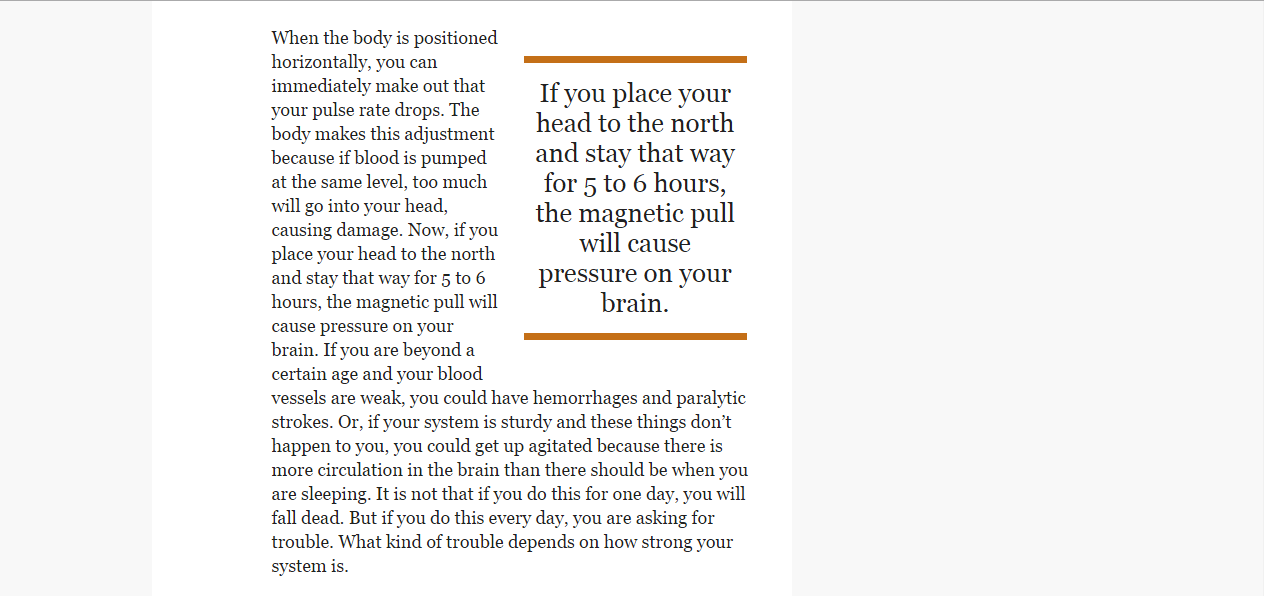 When the body is positioned
horizontally, you can
immediately make out that
your pulse rate drops. The
body makes this adjustment
because if blood is pumped
at the same level, too much
will go into your head,
causing damage. Now, if you
place your head to the north
and stay that way for 5 to 6
hours, the magnetic pull will
cause pressure on your
brain. If you are beyond a
certain age and your blood
vessels are weak, you could have hemorrhages and paralytic
strokes. Or, if your system is sturdy and these things don’t
happen to you, you could get up agitated because there is
more circulation in the brain than there should be when you
are sleeping. It is not that if you do this for one day, you will
fall dead. But if you do this every day, you are asking for
trouble. What kind of trouble depends on how strong your
system is.
If you place your
head to the north
and stay that way
for 5 to 6 hours,
the magnetic pull
will cause
pressure on your
brain.